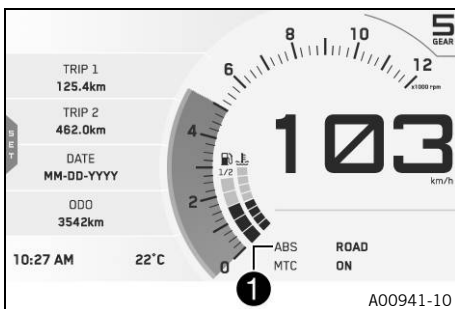 5
GEAR
TRIP 1
125.4km
TRIP 2
462.0km
DATE
MM-DD-YYYY
ODO
3542km
10:27 AM 22°C
SET
0
2
4
6
8
10
12
x1000 rpm
1/2
103
km/h
ABS ROAD
MTC ON
1
A00941-10